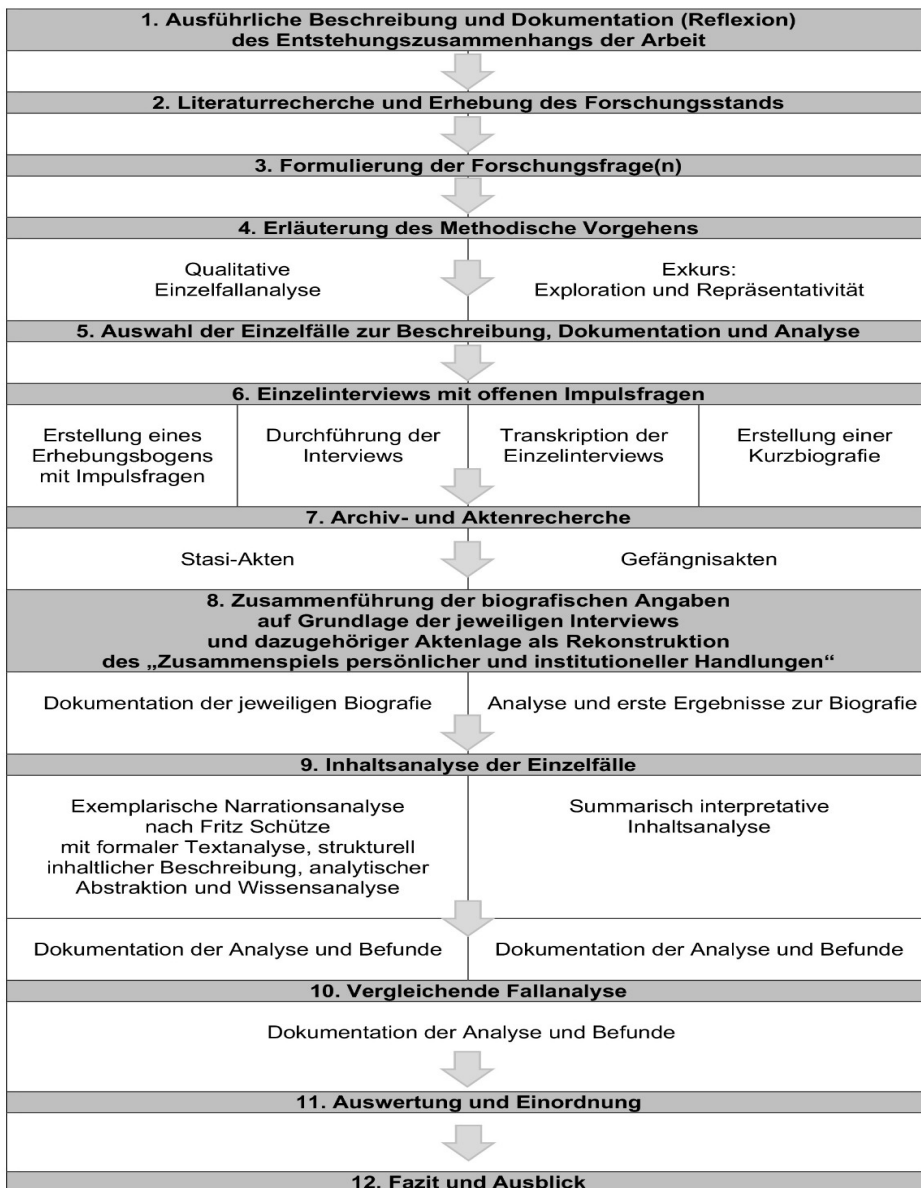 1. Ausführliche Beschreibung und Dokumentation (Reflexion)
des Entstehungszusammenhangs der Arbeit
2. Literaturrecherche und Erhebung des Forschungsstands
3. Formulierung der Forschungsfrage(n)
4. Erläuterung des Methodische Vorgehens
Qualitative
Einzelfallanalyse
Exkurs:
Exploration und Repräsentativität
5. Auswahl der Einzelfälle zur Beschreibung, Dokumentation und Analyse
6. Einzelinterviews mit offenen Impulsfragen
Erstellung eines
Erhebungsbogens
mit Impulsfragen
Durchführung der
Interviews
Transkription der
Einzelinterviews
Erstellung einer
Kurzbiografie
7. Archiv- und Aktenrecherche
Stasi-Akten
Gefängnisakten
8. Zusammenführung der biografischen Angaben
auf Grundlage der jeweiligen Interviews
und dazugehöriger Aktenlage als Rekonstruktion
des „Zusammenspiels persönlicher und institutioneller Handlungen“
Dokumentation der jeweiligen Biografie
Analyse und erste Ergebnisse zur Biografie
9. Inhaltsanalyse der Einzelfälle
Exemplarische Narrationsanalyse
nach Fritz Schütze
mit formaler Textanalyse, strukturell
inhaltlicher Beschreibung, analytischer
Abstraktion und Wissensanalyse
Summarisch interpretative
Inhaltsanalyse
Dokumentation der Analyse und Befunde
Dokumentation der Analyse und Befunde
10. Vergleichende Fallanalyse
Dokumentation der Analyse und Befunde
11. Auswertung und Einordnung
12. Fazit und Ausblick